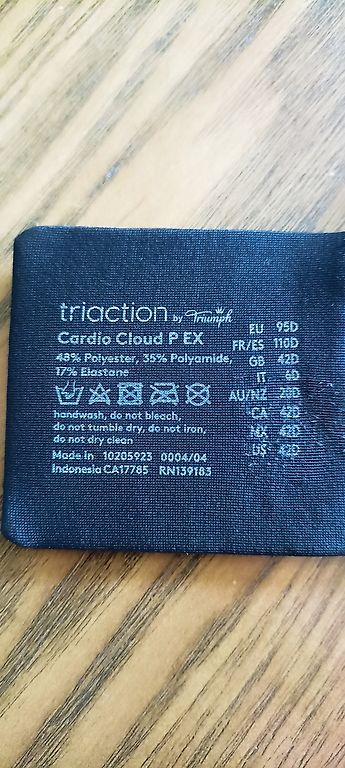 triaction by Triumph
Cardio Cloud P EX
48% Polyester, 35% Polyamide,
17% Elastane
handwash, do not bleach,
do not tumble dry, do not iron,
do not dry clean
Made in 10205923 0004/04
Indonesia CA17785 RN139183
EU 95D
FR/ES 110D
GB 42D
IT 6D
AU/NZ 20D
CA 42D
MX 42D
US 42D